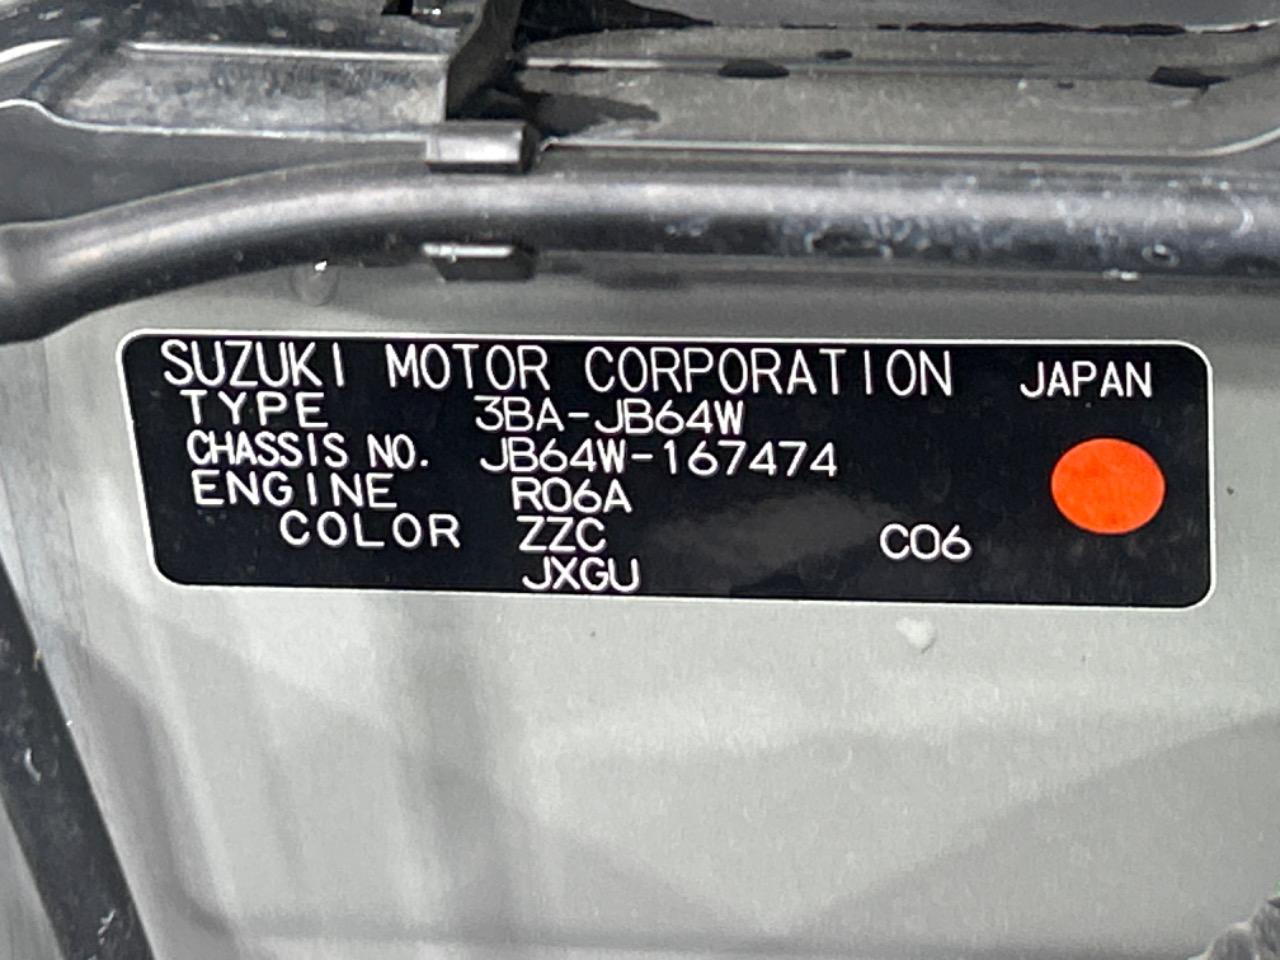 SUZUKI MOTOR CORPORATION JAPAN
TYPE 3BA-JB64W
CHASSIS NO. JB64W-167474
ENGINE R06A
COLOR ZZC C06
JXGU